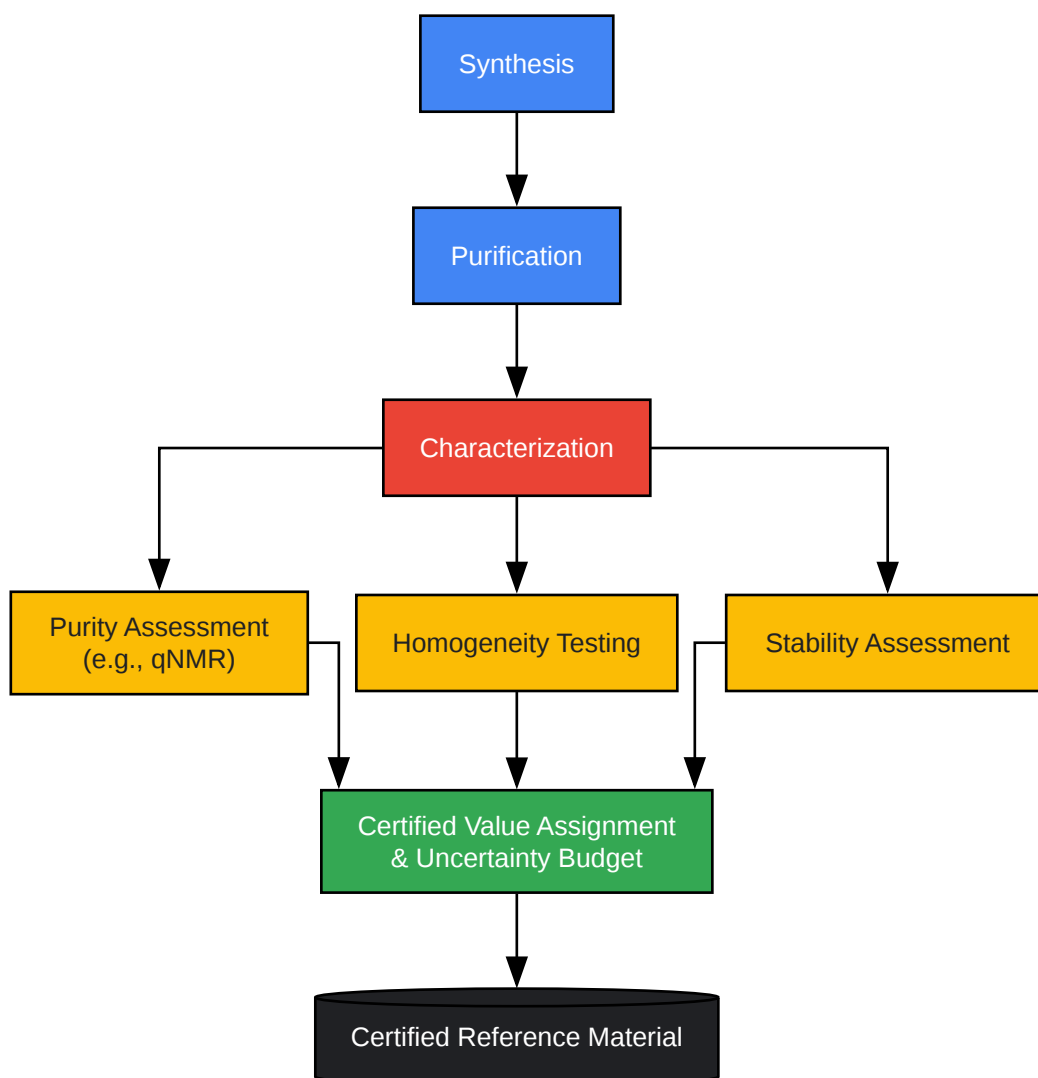 Synthesis
Purification
Characterization
Purity Assessment
(e.g., qNMR)
Homogeneity Testing
Stability Assessment
Certified Value Assignment
& Uncertainty Budget
Certified Reference Material